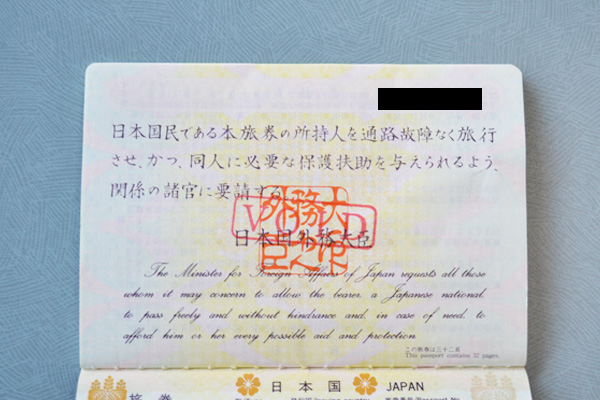 日本国民である本旅券の所持人を通路故障なく旅行
させ、かつ、同人に必要な保護扶助を与えられるよう、
関係の諸官に要請する。
VOID
外務大臣之印
日本国外務大臣
The Minister for Foreign Affairs of Japan requests all those
whom it may concern to allow the bearer, a Japanese national,
to pass freely and without hindrance and, in case of need, to
afford him or her every possible aid and protection.
この旅券は三十二名
This passport contains 32 pages.
旅券 日本国 JAPAN